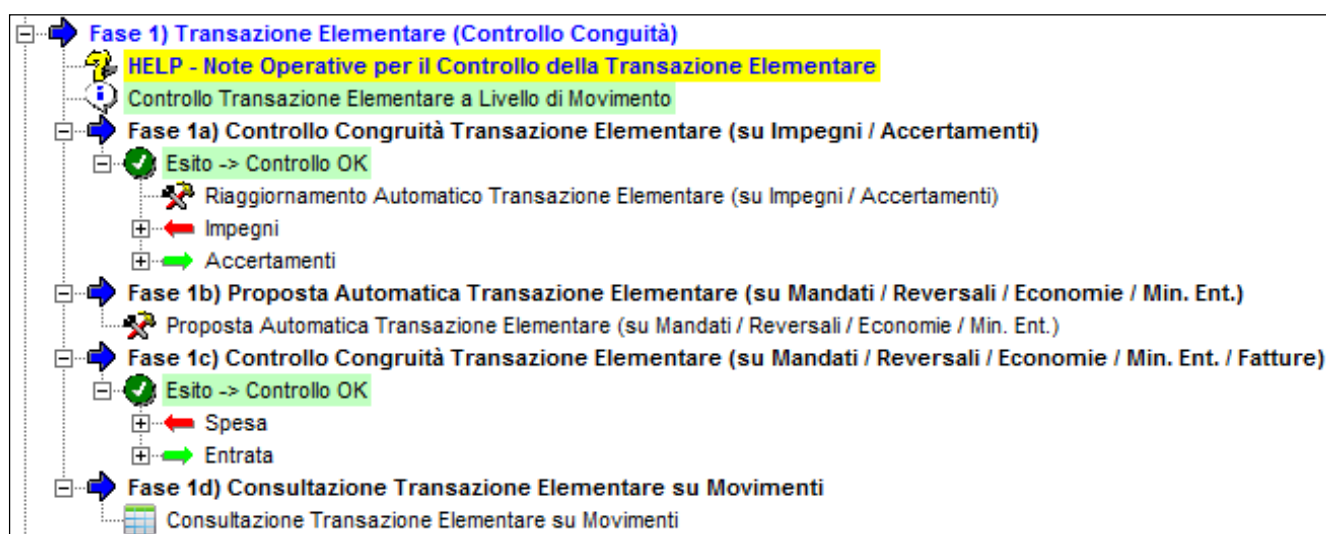 Fase 1) Transazione Elementare (Controllo Conguità)
HELP - Note Operative per il Controllo della Transazione Elementare
Controllo Transazione Elementare a Livello di Movimento
Fase 1a) Controllo Congruità Transazione Elementare (su Impegni / Accertamenti)
Esito -> Controllo OK
Riaggiornamento Automatico Transazione Elementare (su Impegni / Accertamenti)
Impegni
Accertamenti
Fase 1b) Proposta Automatica Transazione Elementare (su Mandati / Reversali / Economie / Min. Ent.)
Proposta Automatica Transazione Elementare (su Mandati / Reversali / Economie / Min. Ent.)
Fase 1c) Controllo Congruità Transazione Elementare (su Mandati / Reversali / Economie / Min. Ent. / Fatture)
Esito -> Controllo OK
Spesa
Entrata
Fase 1d) Consultazione Transazione Elementare su Movimenti
Consultazione Transazione Elementare su Movimenti